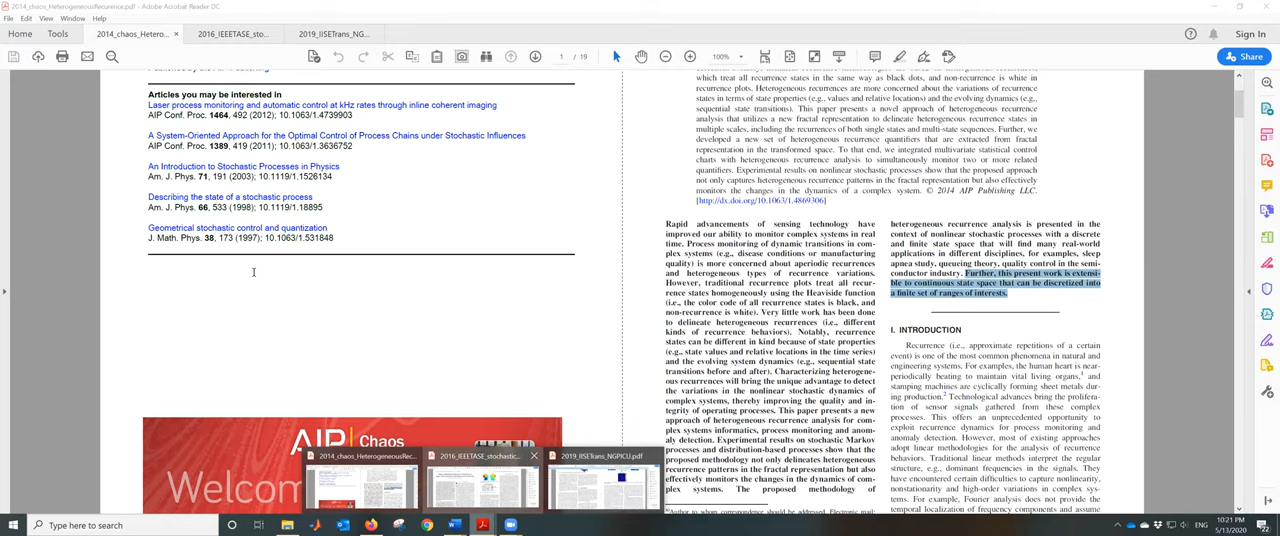 2014_chaos_HeterogeneousRecurence.pdf - Adobe Acrobat Reader DC
File Edit View Window Help
Home Tools 2014_chaos_Hetero... × 2016_IEEETASE_sto... 2019_IISETrans_NG... Sign In
1 / 19 100% Share
Articles you may be interested in
Laser process monitoring and automatic control at kHz rates through inline coherent imaging
AIP Conf. Proc. 1464, 492 (2012); 10.1063/1.4739903
A System-Oriented Approach for the Optimal Control of Process Chains under Stochastic Influences
AIP Conf. Proc. 1389, 419 (2011); 10.1063/1.3636752
An Introduction to Stochastic Processes in Physics
Am. J. Phys. 71, 191 (2003); 10.1119/1.1526134
Describing the state of a stochastic process
Am. J. Phys. 66, 533 (1998); 10.1119/1.18895
Geometrical stochastic control and quantization
J. Math. Phys. 38, 173 (1997); 10.1063/1.531848
AIP Chaos
Welcom
which treat all recurrence states in the same way as black dots, and non-recurrence is white in
recurrence plots. Heterogeneous recurrences are more concerned about the variations of recurrence
states in terms of state properties (e.g., values and relative locations) and the evolving dynamics (e.g.,
sequential state transitions). This paper presents a novel approach of heterogeneous recurrence
analysis that utilizes a new fractal representation to delineate heterogeneous recurrence states in
multiple scales, including the recurrences of both single states and multi-state sequences. Further, we
developed a new set of heterogeneous recurrence quantifiers that are extracted from fractal
representation in the transformed space. To that end, we integrated multivariate statistical control
charts with heterogeneous recurrence analysis to simultaneously monitor two or more related
quantifiers. Experimental results on nonlinear stochastic processes show that the proposed approach
not only captures heterogeneous recurrence patterns in the fractal representation but also effectively
monitors the changes in the dynamics of a complex system. © 2014 AIP Publishing LLC.
[http://dx.doi.org/10.1063/1.4869306]
Rapid advancements of sensing technology have
improved our ability to monitor complex systems in real
time. Process monitoring of dynamic transitions in com-
plex systems (e.g., disease conditions or manufacturing
quality) is more concerned about aperiodic recurrences
and heterogeneous types of recurrence variations.
However, traditional recurrence plots treat all recur-
rence states homogeneously using the Heaviside function
(i.e., the color code of all recurrence states is black, and
non-recurrence is white). Very little work has been done
to delineate heterogeneous recurrences (i.e., different
kinds of recurrence behaviors). Notably, recurrence
states can be different in kind because of state properties
(e.g., state values and relative locations in the time series)
and the evolving system dynamics (e.g., sequential state
transitions before and after). Characterizing heterogene-
ous recurrences will bring the unique advantage to detect
the variations in the nonlinear stochastic dynamics of
complex systems, thereby improving the quality and in-
tegrity of operating processes. This paper presents a new
approach of heterogeneous recurrence analysis for com-
plex systems informatics, process monitoring and anom-
aly detection. Experimental results on stochastic Markov
processes and distribution-based processes show that the
proposed methodology not only delineates heterogeneous
recurrence patterns in the fractal representation but also
effectively monitors the changes in the dynamics of com-
plex systems. The proposed methodology of
heterogeneous recurrence analysis is presented in the
context of nonlinear stochastic processes with a discrete
and finite state space that will find many real-world
applications in different disciplines, for examples, sleep
apnea study, queueing theory, quality control in the semi-
conductor industry. Further, this present work is extensi-
ble to continuous state space that can be discretized into
a finite set of ranges of interests.
I. INTRODUCTION
Recurrence (i.e., approximate repetitions of a certain
event) is one of the most common phenomena in natural and
engineering systems. For examples, the human heart is near-
periodically beating to maintain vital living organs,1 and
stamping machines are cyclically forming sheet metals dur-
ing production.2 Technological advances bring the prolifera-
tion of sensor signals gathered from these complex
processes. This offers an unprecedented opportunity to
exploit recurrence dynamics for process monitoring and
anomaly detection. However, most of existing approaches
adopt linear methodologies for the analysis of recurrence
behaviors. Traditional linear methods interpret the regular
structure, e.g., dominant frequencies in the signals. They
have encountered certain difficulties to capture nonlinearity,
nonstationarity and high-order variations in complex sys-
tems. For example, Fourier analysis does not provide the
temporal localization of frequency components and assume
2014_chaos_HeterogeneousRec... 2016_IEEETASE_stochastic... 2019_IISETrans_NGPICU.pdf
Type here to search
ENG 10:21 PM
5/13/2020
22